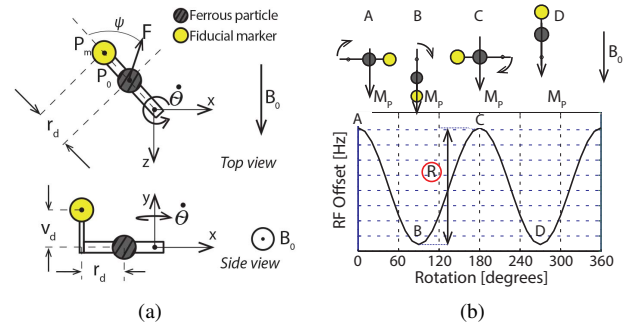 ψ
F
Ferrous particle
Fiducial marker
Pm
P0
θ̇
x
z
rd
B0
Top view
y
θ̇
x
vd
rd
B0
Side view
(a)
A B C D
B0
MP MP MP MP
A C
R
B D
RF Offset [Hz]
0 60 120 180 240 300 360
Rotation [degrees]
(b)